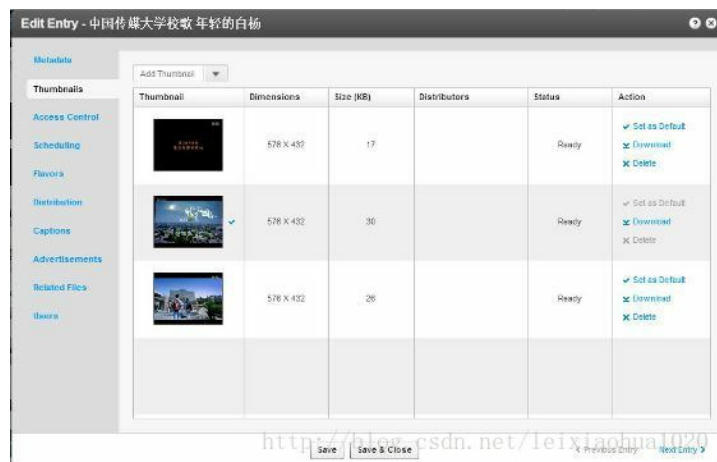 Edit Entry - 中国传媒大学校歌 年轻的白杨
Metadata
Thumbnails
Access Control
Scheduling
Flavors
Distribution
Captions
Advertisements
Related Files
Users
Add Thumbnail
Thumbnail Dimensions Size (KB) Distributors Status Action
578 X 432 17 Ready
Set as Default
Download
Delete
578 X 432 30 Ready
Set as Default
Download
Delete
578 X 432 26 Ready
Set as Default
Download
Delete
http://blog.csdn.net/leixiaohua1020
Save Save & Close Previous Entry Next Entry